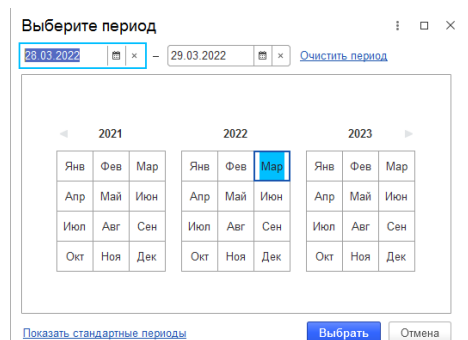 Выберите период
28.03.2022 – 29.03.2022 Очистить период
2021 2022 2023
Янв Фев Мар Янв Фев Мар Янв Фев Мар
Апр Май Июн Апр Май Июн Апр Май Июн
Июл Авг Сен Июл Авг Сен Июл Авг Сен
Окт Ноя Дек Окт Ноя Дек Окт Ноя Дек
Показать стандартные периоды Выбрать Отмена